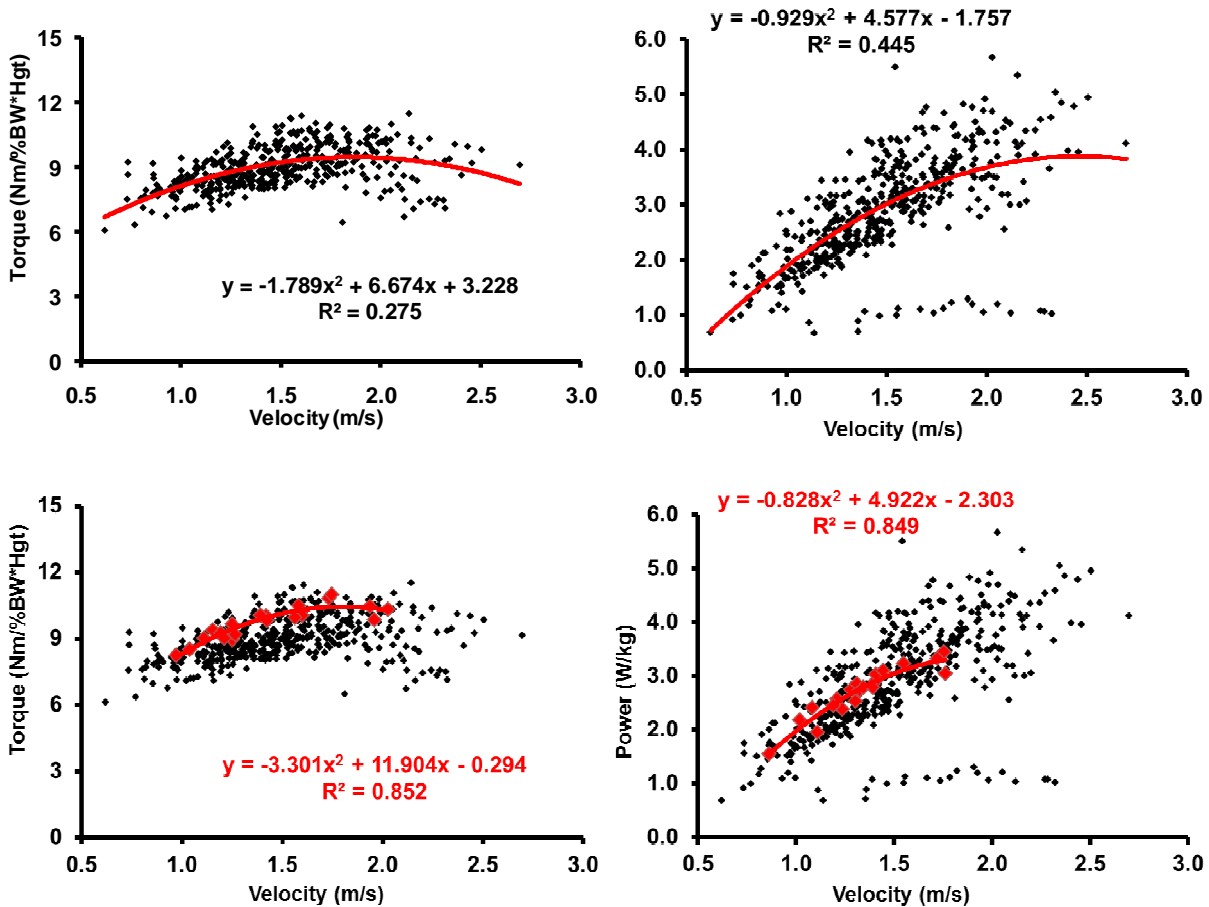 y = -0.929x² + 4.577x - 1.757
R² = 0.445
Torque (Nm/%BW*Hgt)
15
12
9
6
3
0
0.5 1.0 1.5 2.0 2.5 3.0
Velocity (m/s)
y = -1.789x² + 6.674x + 3.228
R² = 0.275
6.0
5.0
4.0
3.0
2.0
1.0
0.0
0.5 1.0 1.5 2.0 2.5 3.0
Velocity (m/s)
Torque (Nm/%BW*Hgt)
15
12
9
6
3
0
0.5 1.0 1.5 2.0 2.5 3.0
Velocity (m/s)
y = -3.301x² + 11.904x - 0.294
R² = 0.852
y = -0.828x² + 4.922x - 2.303
R² = 0.849
Power (W/kg)
6.0
5.0
4.0
3.0
2.0
1.0
0.0
0.5 1.0 1.5 2.0 2.5 3.0
Velocity (m/s)